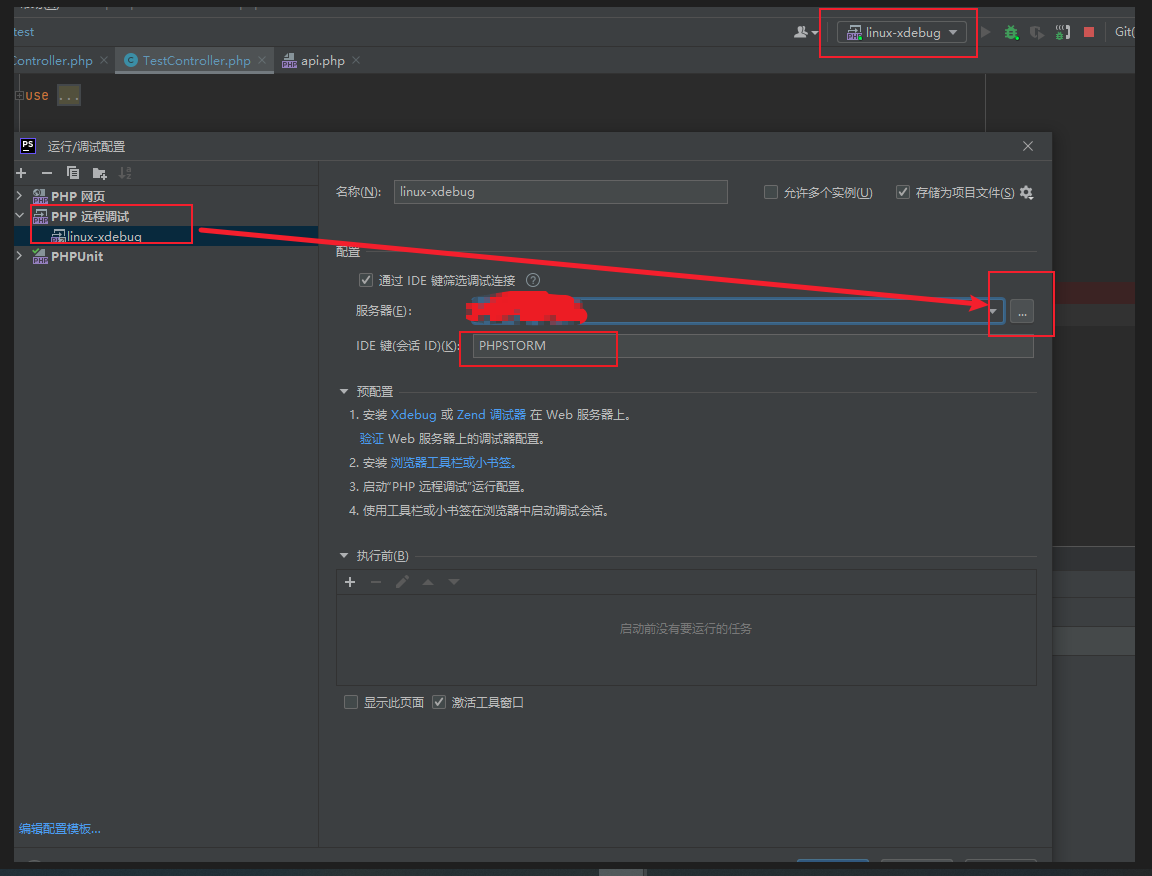 test
linux-xdebug
Git(
Controller.php
TestController.php
api.php
use ...
运行/调试配置
PHP 网页
PHP 远程调试
linux-xdebug
PHPUnit
名称(N):
linux-xdebug
允许多个实例(U)
存储为项目文件(S)
配置
通过 IDE 键筛选调试连接
服务器(E):
...
IDE 键(会话 ID)(K):
PHPSTORM
预配置
1. 安装 Xdebug 或 Zend 调试器 在 Web 服务器上。
验证 Web 服务器上的调试器配置。
2. 安装 浏览器工具栏或小书签。
3. 启动"PHP 远程调试"运行配置。
4. 使用工具栏或小书签在浏览器中启动调试会话。
执行前(B)
启动前没有要运行的任务
显示此页面
激活工具窗口
编辑配置模板...